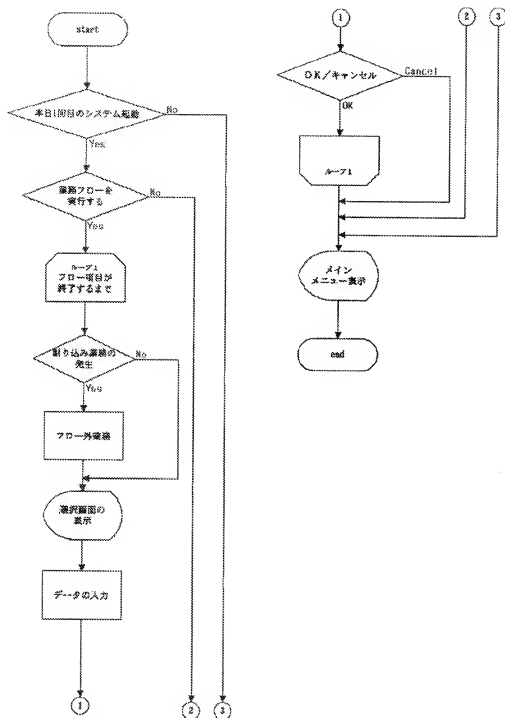 start
本日1回目のシステム起動
No
Yes
業務フローを
実行する
No
Yes
ループ1
フロー項目が
終了するまで
割り込み業務の
発生
No
Yes
フロー外業務
選択画面の
表示
データの入力
1
2
3
1
2
3
OK/キャンセル
Cancel
OK
ループ1
メイン
メニュー表示
end